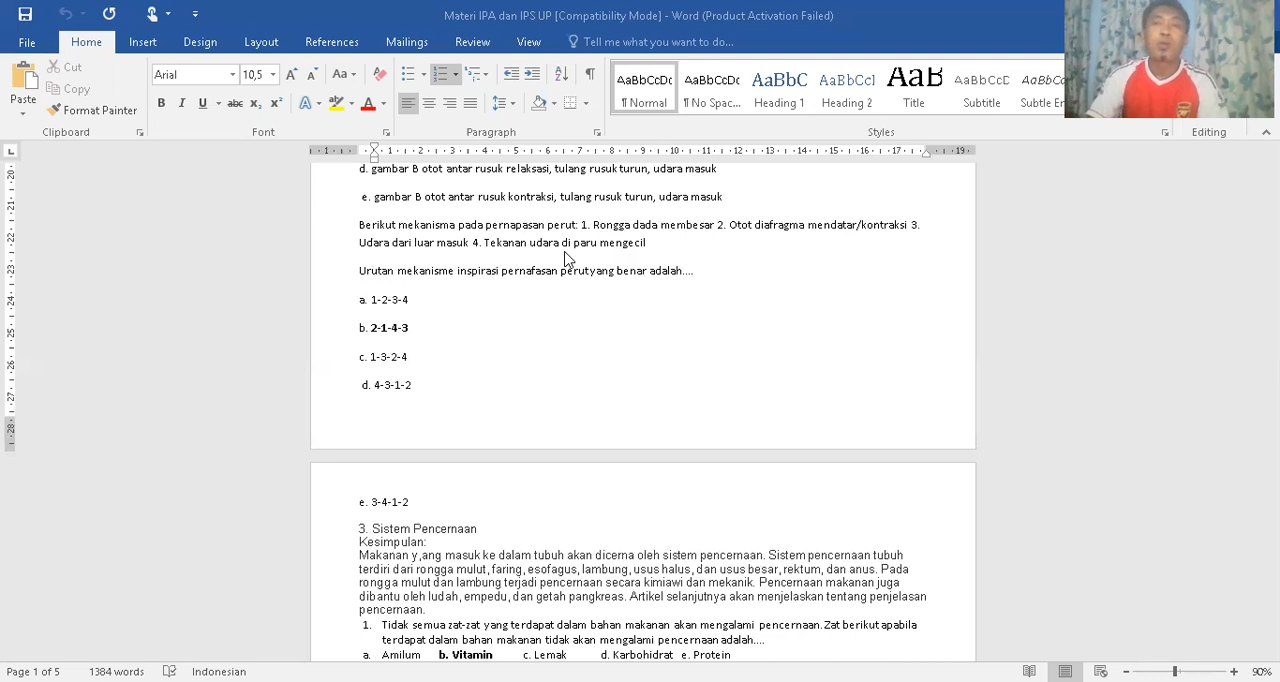 Materi IPA dan IPS UP [Compatibility Mode] - Word (Product Activation Failed)
File Home Insert Design Layout References Mailings Review View Tell me what you want to do...
Paste Cut Copy Format Painter
Arial 10,5
AaBbCcDc AaBbCcDc AaBbC AaBbCcI AaB AaBbCcDc AaBbCcDc
¶ Normal ¶ No Spac... Heading 1 Heading 2 Title Subtitle Subtle Em
Clipboard Font Paragraph Styles Editing
d. gambar B otot antar rusuk relaksasi, tulang rusuk turun, udara masuk
e. gambar B otot antar rusuk kontraksi, tulang rusuk turun, udara masuk
Berikut mekanisma pada pernapasan perut: 1. Rongga dada membesar 2. Otot diafragma mendatar/kontraksi 3.
Udara dari luar masuk 4. Tekanan udara di paru mengecil
Urutan mekanisme inspirasi pernafasan perut yang benar adalah....
a. 1-2-3-4
b. 2-1-4-3
c. 1-3-2-4
d. 4-3-1-2
e. 3-4-1-2
3. Sistem Pencernaan
Kesimpulan:
Makanan y,ang masuk ke dalam tubuh akan dicerna oleh sistem pencernaan. Sistem pencernaan tubuh
terdiri dari rongga mulut, faring, esofagus, lambung, usus halus, dan usus besar, rektum, dan anus. Pada
rongga mulut dan lambung terjadi pencernaan secara kimiawi dan mekanik. Pencernaan makanan juga
dibantu oleh ludah, empedu, dan getah pangkreas. Artikel selanjutnya akan menjelaskan tentang penjelasan
pencernaan.
1. Tidak semua zat-zat yang terdapat dalam bahan makanan akan mengalami pencernaan.Zat berikut apabila
terdapat dalam bahan makanan tidak akan mengalami pencernaan adalah....
a. Amilum b. Vitamin c. Lemak d. Karbohidrat e. Protein
Page 1 of 5 1384 words Indonesian 90%